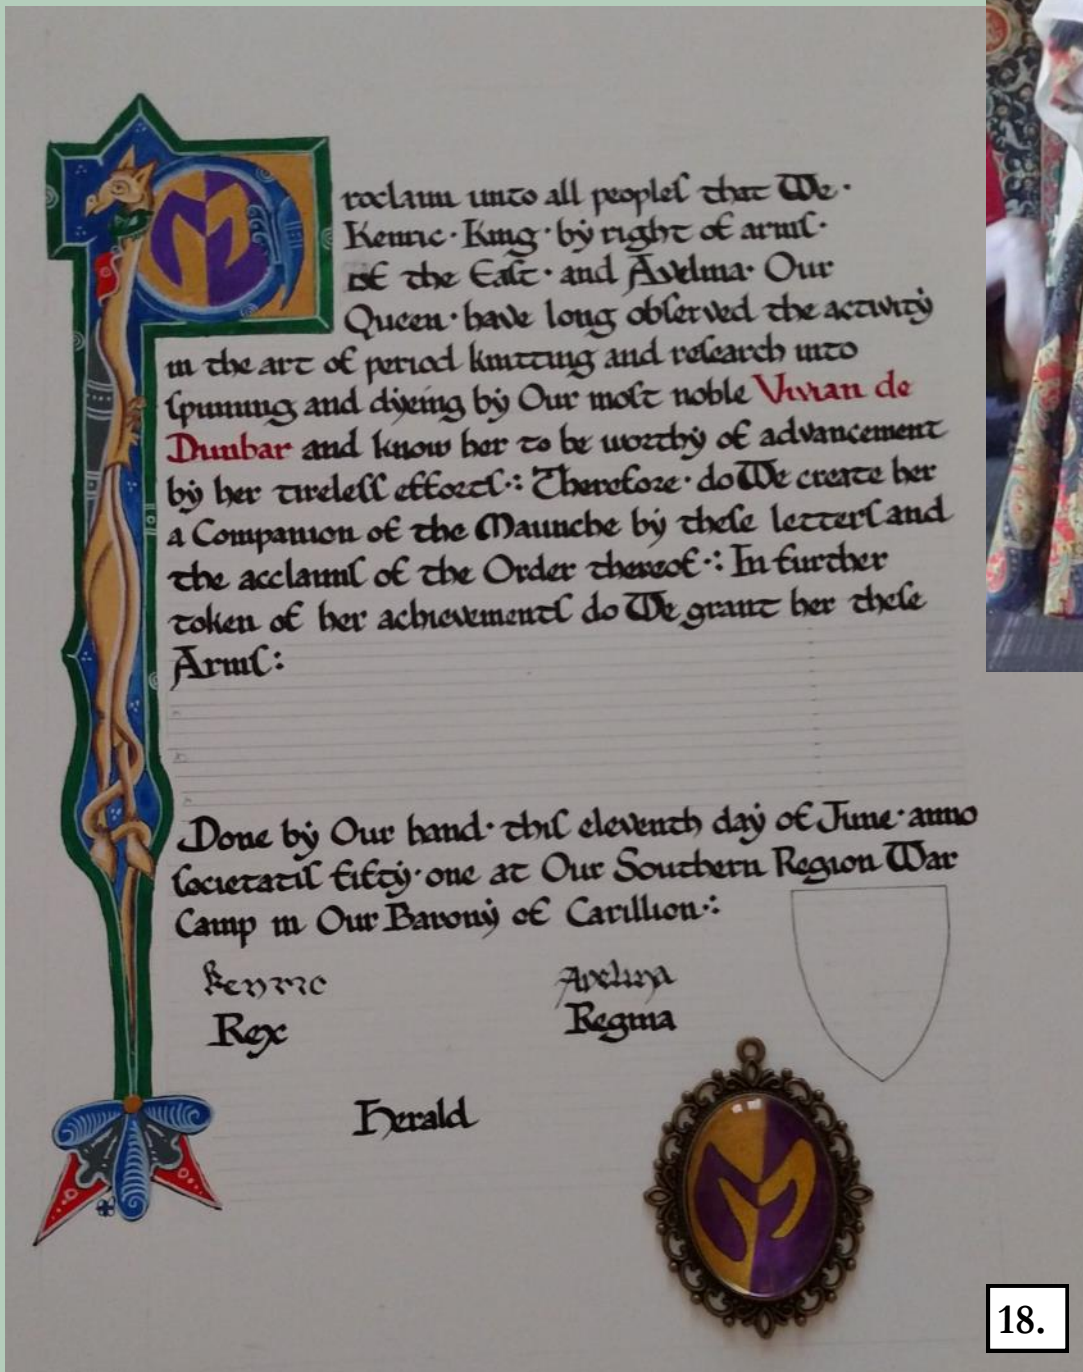 Proclaim unto all peoples that We ·
Kenric · King · by right of arms ·
of the East · and Avelina · Our
Queen · have long observed the activity
in the art of period knitting and research into
spinning and dyeing by Our most noble Vivian de
Dunbar and know her to be worthy of advancement
by her tireless efforts ·: Therefore · do We create her
a Companion of the Maunche by these letters and
the acclaims of the Order thereof ·: In further
token of her achievements do We grant her these
Arms :
Done by Our hand · this eleventh day of June · anno
societatis fifty · one at Our Southern Region War
Camp in Our Barony of Carillion ·:
Kenric Avelina
Rex Regina
Herald
18.